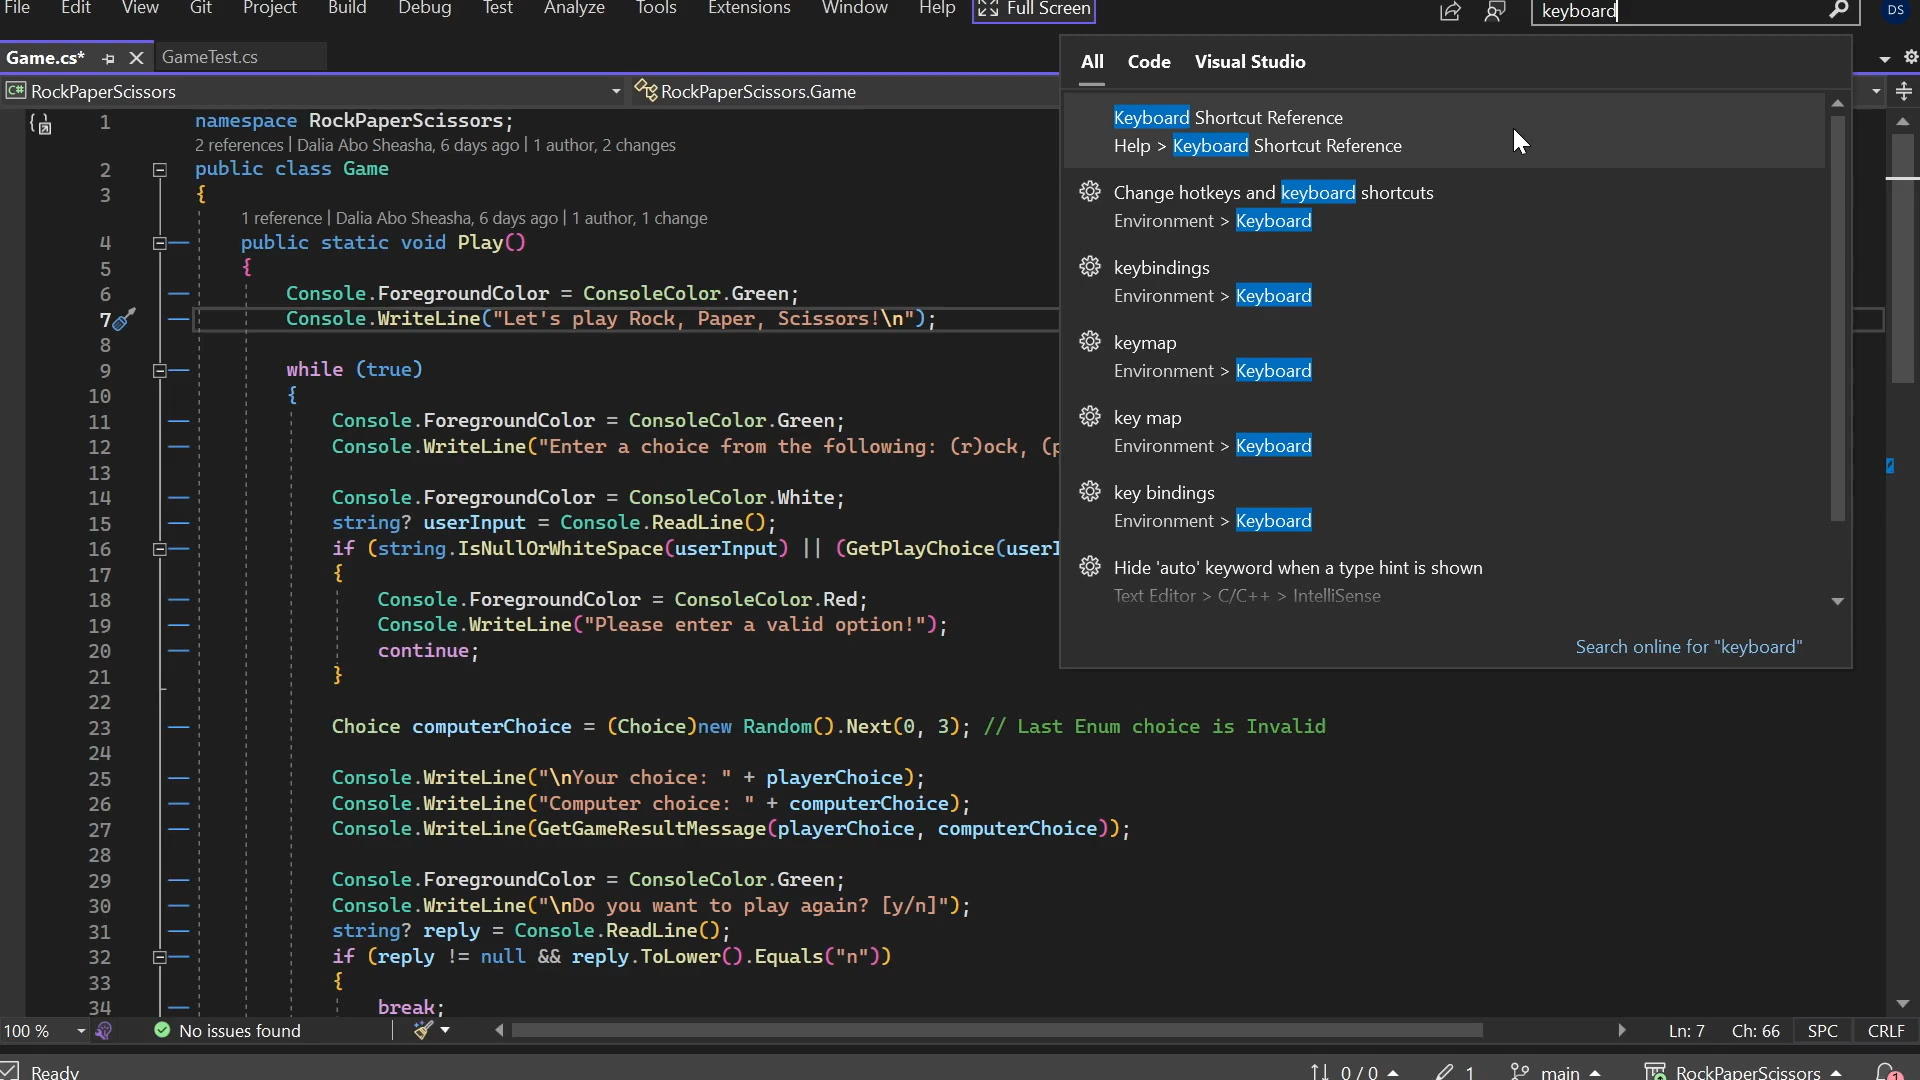 File Edit View Git Project Build Debug Test Analyze Tools Extensions Window Help Full Screen keyboard DS
Game.cs* GameTest.cs
RockPaperScissors RockPaperScissors.Game
1 namespace RockPaperScissors;
2 references | Dalia Abo Sheasha, 6 days ago | 1 author, 2 changes
2 public class Game
3 {
1 reference | Dalia Abo Sheasha, 6 days ago | 1 author, 1 change
4 public static void Play()
5 {
6 Console.ForegroundColor = ConsoleColor.Green;
7 Console.WriteLine("Let's play Rock, Paper, Scissors!\n");
8
9 while (true)
10 {
11 Console.ForegroundColor = ConsoleColor.Green;
12 Console.WriteLine("Enter a choice from the following: (r)ock, (p
13
14 Console.ForegroundColor = ConsoleColor.White;
15 string? userInput = Console.ReadLine();
16 if (string.IsNullOrWhiteSpace(userInput) || (GetPlayChoice(userI
17 {
18 Console.ForegroundColor = ConsoleColor.Red;
19 Console.WriteLine("Please enter a valid option!");
20 continue;
21 }
22
23 Choice computerChoice = (Choice)new Random().Next(0, 3); // Last Enum choice is Invalid
24
25 Console.WriteLine("\nYour choice: " + playerChoice);
26 Console.WriteLine("Computer choice: " + computerChoice);
27 Console.WriteLine(GetGameResultMessage(playerChoice, computerChoice));
28
29 Console.ForegroundColor = ConsoleColor.Green;
30 Console.WriteLine("\nDo you want to play again? [y/n]");
31 string? reply = Console.ReadLine();
32 if (reply != null && reply.ToLower().Equals("n"))
33 {
34 break;
All Code Visual Studio
Keyboard Shortcut Reference
Help > Keyboard Shortcut Reference
Change hotkeys and keyboard shortcuts
Environment > Keyboard
keybindings
Environment > Keyboard
keymap
Environment > Keyboard
key map
Environment > Keyboard
key bindings
Environment > Keyboard
Hide 'auto' keyword when a type hint is shown
Text Editor > C/C++ > IntelliSense
Search online for "keyboard"
100 % No issues found Ln: 7 Ch: 66 SPC CRLF
Ready 0 / 0 1 main RockPaperScissors 1